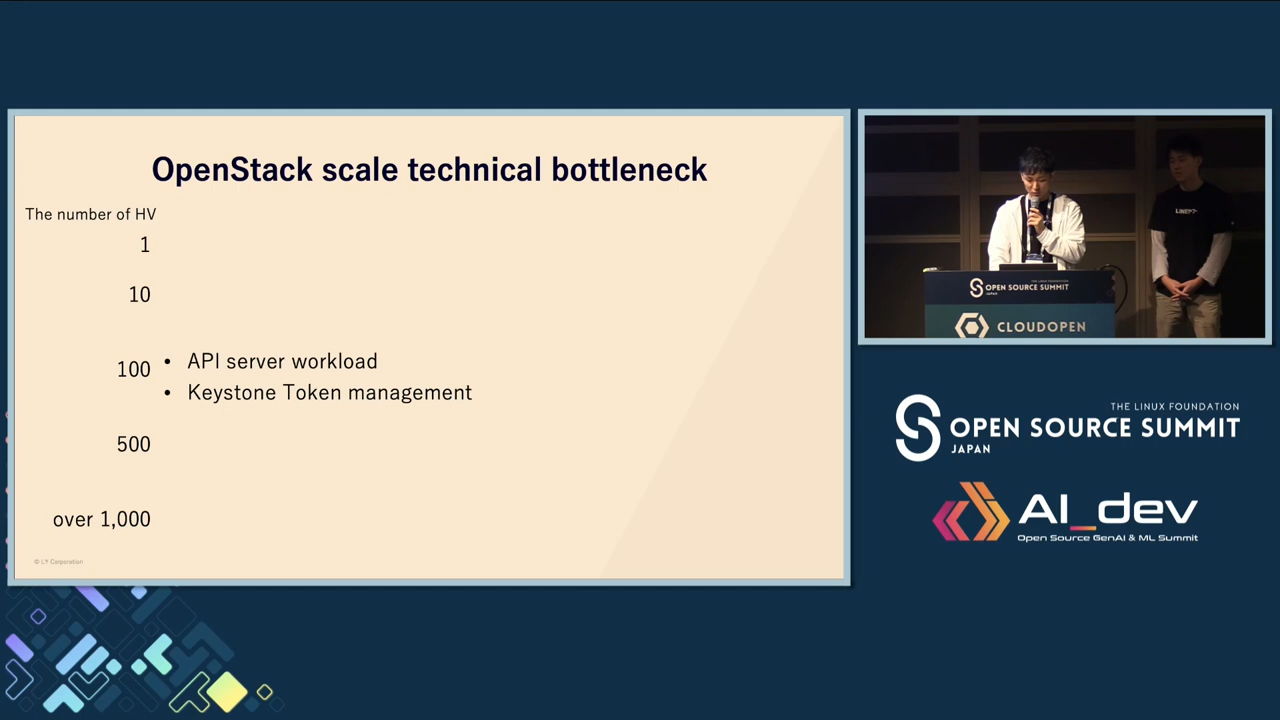 OpenStack scale technical bottleneck
The number of HV
1
10
100
• API server workload
• Keystone Token management
500
over 1,000
© LY Corporation
OPEN SOURCE SUMMIT
JAPAN
CLOUDOPEN
THE LINUX FOUNDATION
OPEN SOURCE SUMMIT
JAPAN
AI_dev
Open Source GenAI & ML Summit